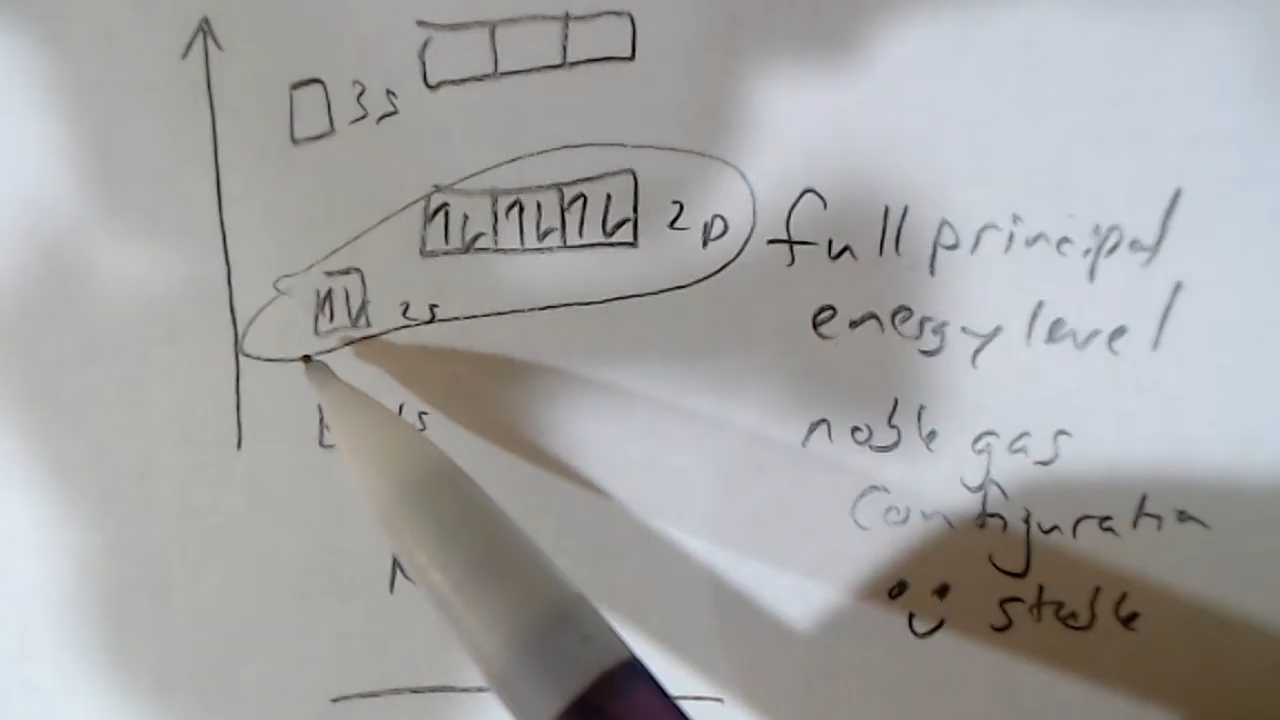 3s
2p
full principal
2s
energy level
1s
noble gas
configuration
stable